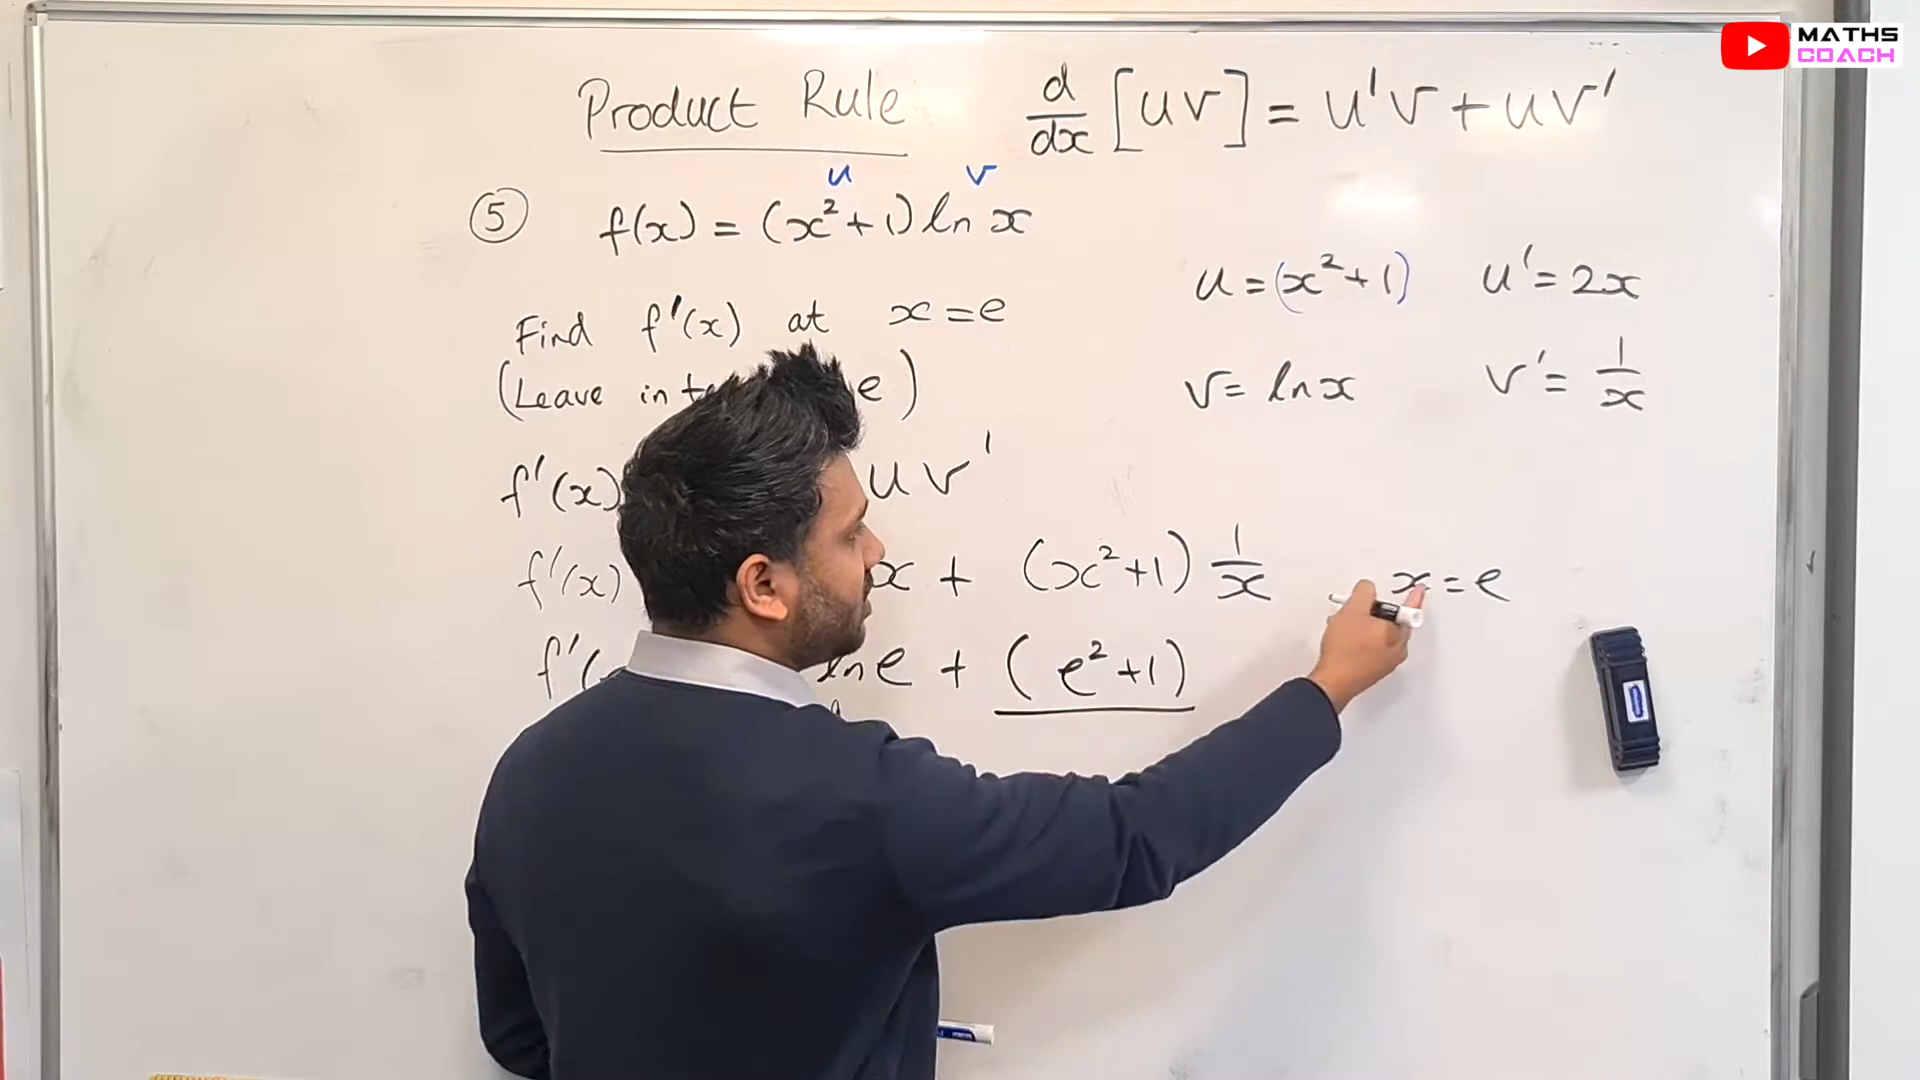 MATHS
COACH
Product Rule d/dx [uv] = u'v + uv'
u v
⑤ f(x) = (x²+1) ln x
u = (x²+1) u' = 2x
Find f'(x) at x = e
(Leave in e)
v = ln x v' = 1/x
f'(x) uv'
f'(x) x + (x²+1) 1/x x = e
f'( ln e + (e²+1)